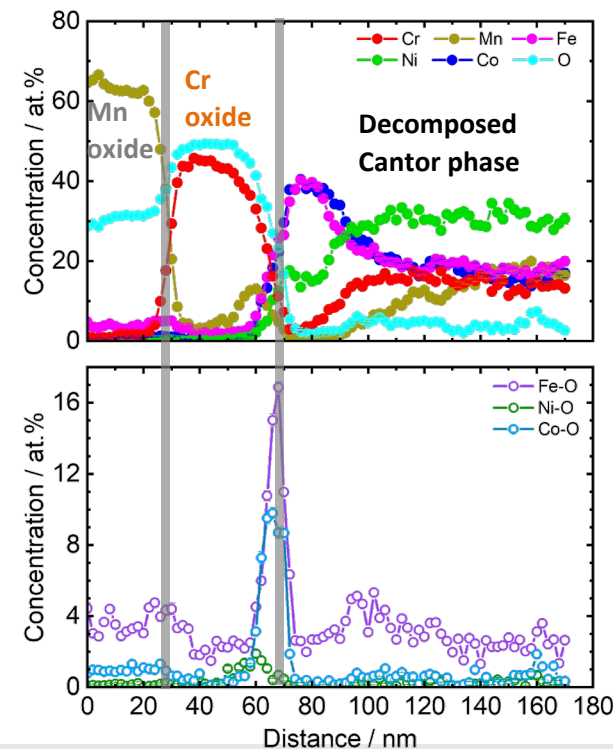 80
60
40
20
0
Concentration / at.%
Cr Mn Fe
Ni Co O
Mn
oxide
Cr
oxide
Decomposed
Cantor phase
16
12
8
4
0
Concentration / at.%
Fe-O
Ni-O
Co-O
0 20 40 60 80 100 120 140 160 180
Distance / nm